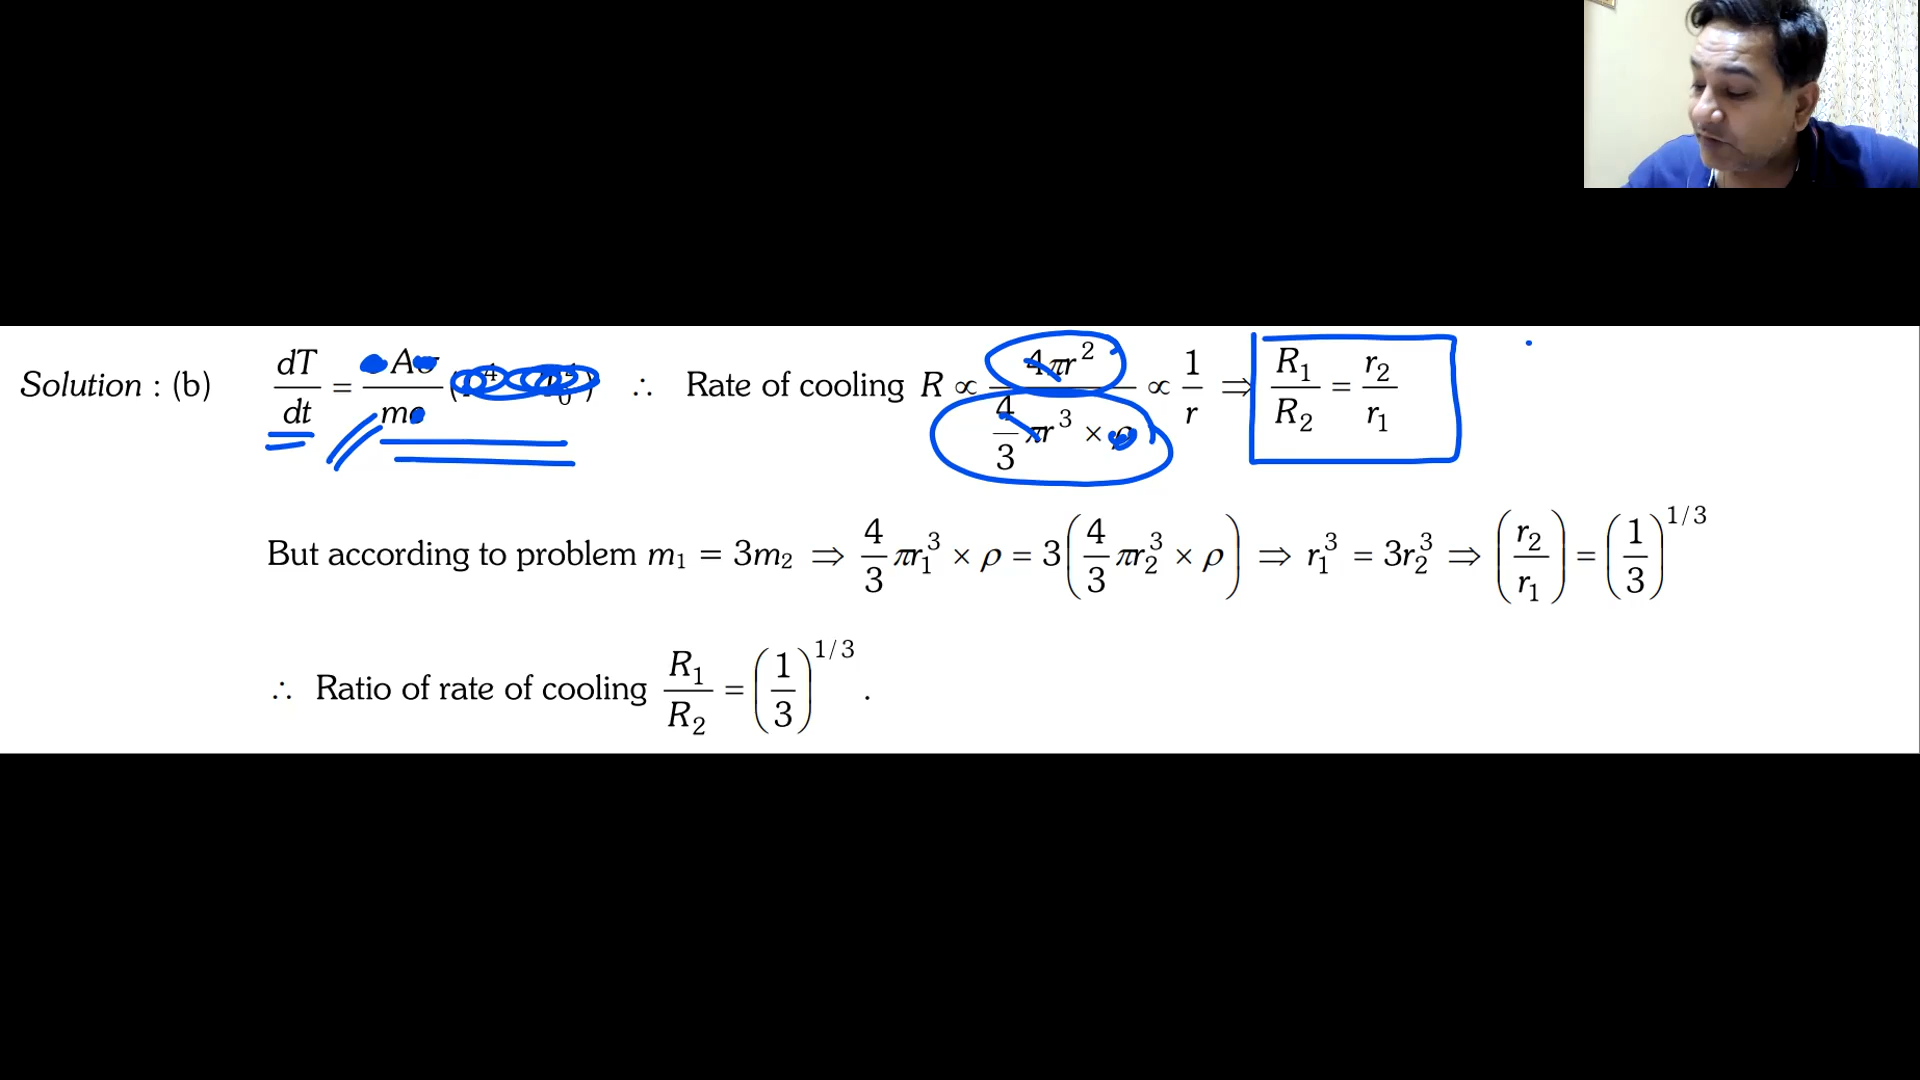 Solution : (b) dT/dt = Aσ/mc (T⁴ – T₀⁴) ∴ Rate of cooling R ∝ 4πr²/(4/3 πr³ × ρ) ∝ 1/r ⇒ R₁/R₂ = r₂/r₁
But according to problem m₁ = 3m₂ ⇒ 4/3 πr₁³ × ρ = 3(4/3 πr₂³ × ρ) ⇒ r₁³ = 3r₂³ ⇒ (r₂/r₁) = (1/3)^1/3
∴ Ratio of rate of cooling R₁/R₂ = (1/3)^1/3 .